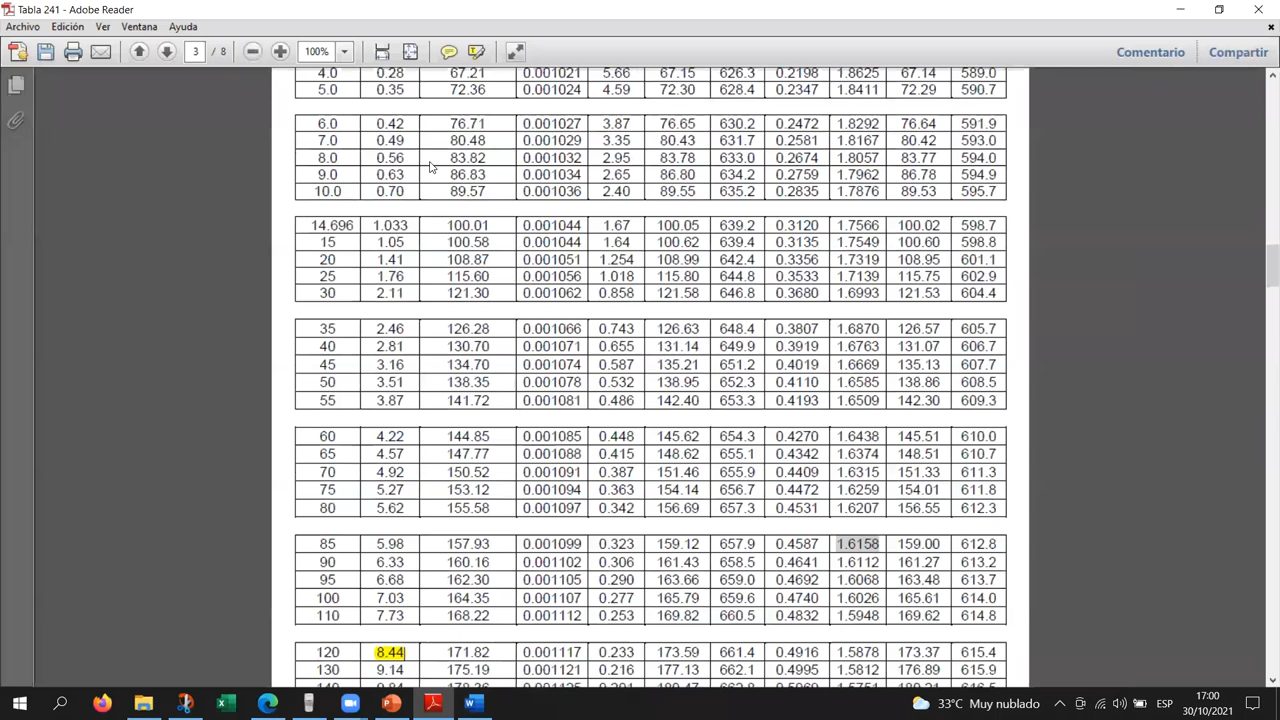 Tabla 241 - Adobe Reader
Archivo Edición Ver Ventana Ayuda
3 / 8 100% Comentario Compartir
4.0 0.28 67.21 0.001021 5.66 67.15 626.3 0.2198 1.8625 67.14 589.0
5.0 0.35 72.36 0.001024 4.59 72.30 628.4 0.2347 1.8411 72.29 590.7
6.0 0.42 76.71 0.001027 3.87 76.65 630.2 0.2472 1.8292 76.64 591.9
7.0 0.49 80.48 0.001029 3.35 80.43 631.7 0.2581 1.8167 80.42 593.0
8.0 0.56 83.82 0.001032 2.95 83.78 633.0 0.2674 1.8057 83.77 594.0
9.0 0.63 86.83 0.001034 2.65 86.80 634.2 0.2759 1.7962 86.78 594.9
10.0 0.70 89.57 0.001036 2.40 89.55 635.2 0.2835 1.7876 89.53 595.7
14.696 1.033 100.01 0.001044 1.67 100.05 639.2 0.3120 1.7566 100.02 598.7
15 1.05 100.58 0.001044 1.64 100.62 639.4 0.3135 1.7549 100.60 598.8
20 1.41 108.87 0.001051 1.254 108.99 642.4 0.3356 1.7319 108.95 601.1
25 1.76 115.60 0.001056 1.018 115.80 644.8 0.3533 1.7139 115.75 602.9
30 2.11 121.30 0.001062 0.858 121.58 646.8 0.3680 1.6993 121.53 604.4
35 2.46 126.28 0.001066 0.743 126.63 648.4 0.3807 1.6870 126.57 605.7
40 2.81 130.70 0.001071 0.655 131.14 649.9 0.3919 1.6763 131.07 606.7
45 3.16 134.70 0.001074 0.587 135.21 651.2 0.4019 1.6669 135.13 607.7
50 3.51 138.35 0.001078 0.532 138.95 652.3 0.4110 1.6585 138.86 608.5
55 3.87 141.72 0.001081 0.486 142.40 653.3 0.4193 1.6509 142.30 609.3
60 4.22 144.85 0.001085 0.448 145.62 654.3 0.4270 1.6438 145.51 610.0
65 4.57 147.77 0.001088 0.415 148.62 655.1 0.4342 1.6374 148.51 610.7
70 4.92 150.52 0.001091 0.387 151.46 655.9 0.4409 1.6315 151.33 611.3
75 5.27 153.12 0.001094 0.363 154.14 656.7 0.4472 1.6259 154.01 611.8
80 5.62 155.58 0.001097 0.342 156.69 657.3 0.4531 1.6207 156.55 612.3
85 5.98 157.93 0.001099 0.323 159.12 657.9 0.4587 1.6158 159.00 612.8
90 6.33 160.16 0.001102 0.306 161.43 658.5 0.4641 1.6112 161.27 613.2
95 6.68 162.30 0.001105 0.290 163.66 659.0 0.4692 1.6068 163.48 613.7
100 7.03 164.35 0.001107 0.277 165.79 659.6 0.4740 1.6026 165.61 614.0
110 7.73 168.22 0.001112 0.253 169.82 660.5 0.4832 1.5948 169.62 614.8
120 8.44 171.82 0.001117 0.233 173.59 661.4 0.4916 1.5878 173.37 615.4
130 9.14 175.19 0.001121 0.216 177.13 662.1 0.4995 1.5812 176.89 615.9
33°C Muy nublado ESP 17:00
30/10/2021